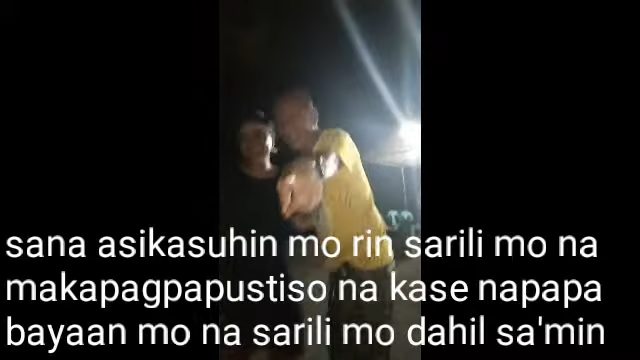 sana asikasuhin mo rin sarili mo na
makapagpapustiso na kase napapa
bayaan mo na sarili mo dahil sa'min